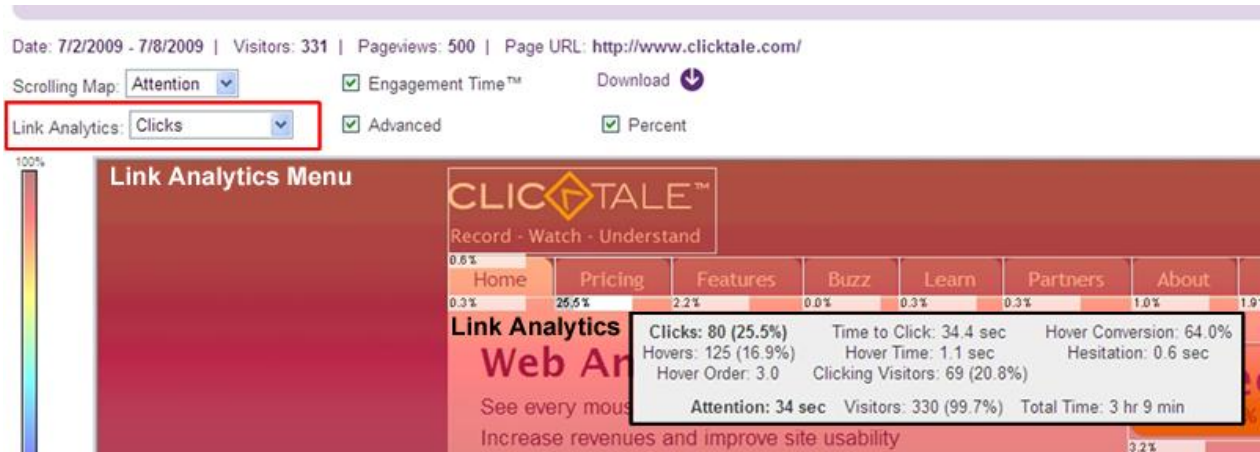 Date: 7/2/2009 - 7/8/2009 | Visitors: 331 | Pageviews: 500 | Page URL: http://www.clicktale.com/
Scrolling Map: Attention Engagement Time™ Download
Link Analytics: Clicks Advanced Percent
100%
Link Analytics Menu
CLICKTALE™
Record - Watch - Understand
0.6%
Home Pricing Features Buzz Learn Partners About
0.3% 25.5% 2.2% 0.0% 0.3% 0.3% 1.0% 1.9
Link Analytics
Clicks: 80 (25.5%) Time to Click: 34.4 sec Hover Conversion: 64.0%
Web An
Hovers: 125 (16.9%) Hover Time: 1.1 sec Hesitation: 0.6 sec
Hover Order: 3.0 Clicking Visitors: 69 (20.8%)
See every mous
Attention: 34 sec Visitors: 330 (99.7%) Total Time: 3 hr 9 min
Increase revenues and improve site usability
3.2%